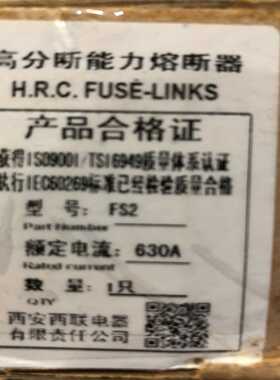 高分断能力熔断器
H.R.C. FUSE-LINKS
产品合格证
获得ISO9001/TS16949质量体系认证
执行IEC60269标准已经检验质量合格
型 号: FS2
Part Number
额定电流: 630A
Rated current
数 量: 1只
QTY
西安西联电器
有限责任公司